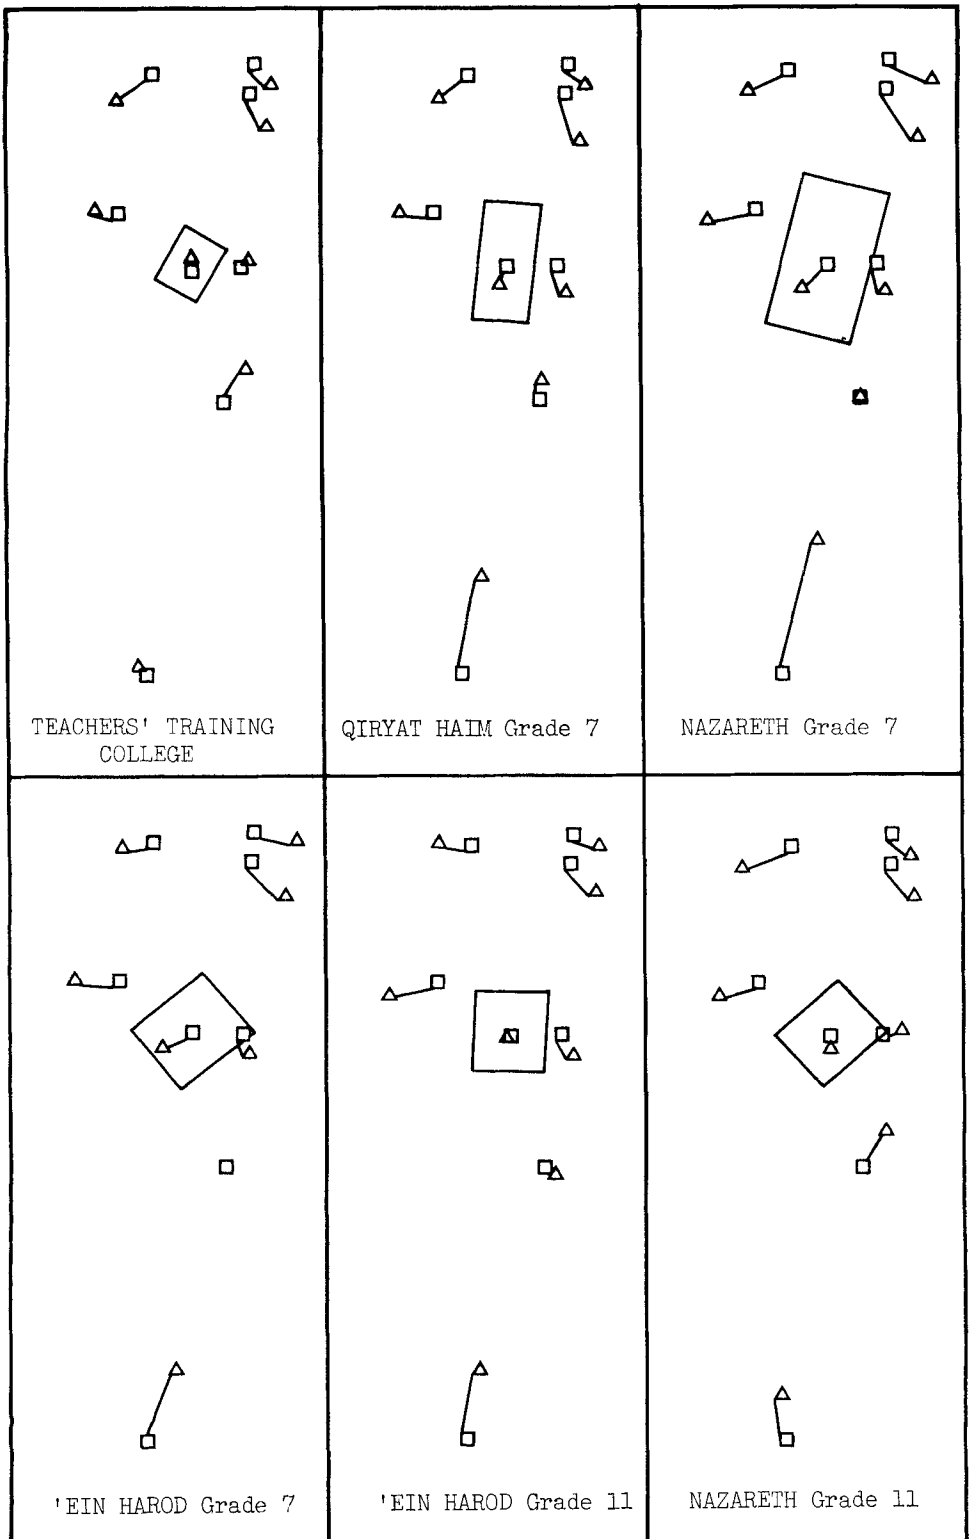 TEACHERS' TRAINING
COLLEGE
QIRYAT HAIM Grade 7
NAZARETH Grade 7
'EIN HAROD Grade 7
'EIN HAROD Grade 11
NAZARETH Grade 11